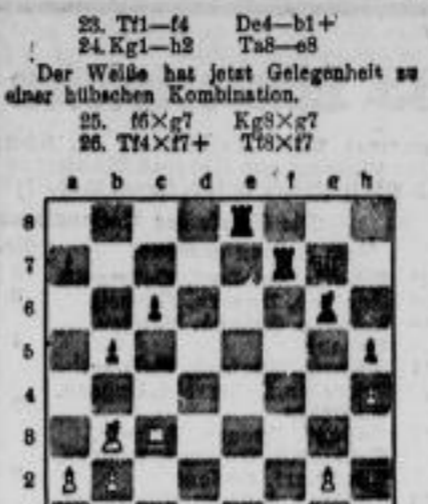 23. Tf1—f4 De4—b1+
24. Kg1—h2 Ta8—e8
Der Weiße hat jetzt Gelegenheit zu
einer hübschen Kombination.
25. f6×g7 Kg8×g7
26. Tf4×f7+ Tf8×f7
a b c d e f g h
8
7
6
5
4
3
2